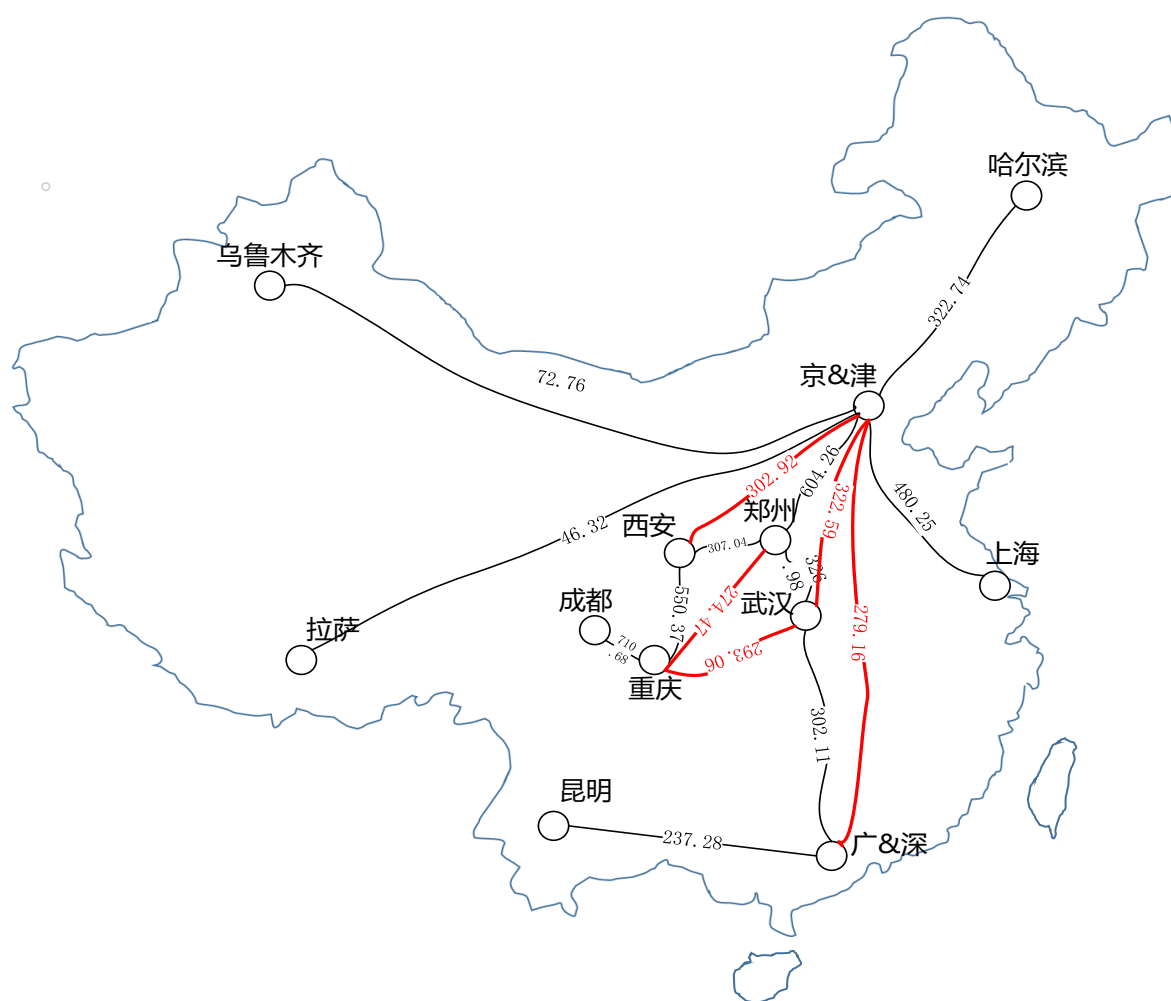 哈尔滨
乌鲁木齐
322.74
京&津
72.76
302.92
604.26
322.59
480.25
46.32
郑州
西安
307.04
上海
.98
326
274.47
550.37
成都
武汉
拉萨
710
.68
293.06
279.16
重庆
302.11
昆明
237.28
广&深